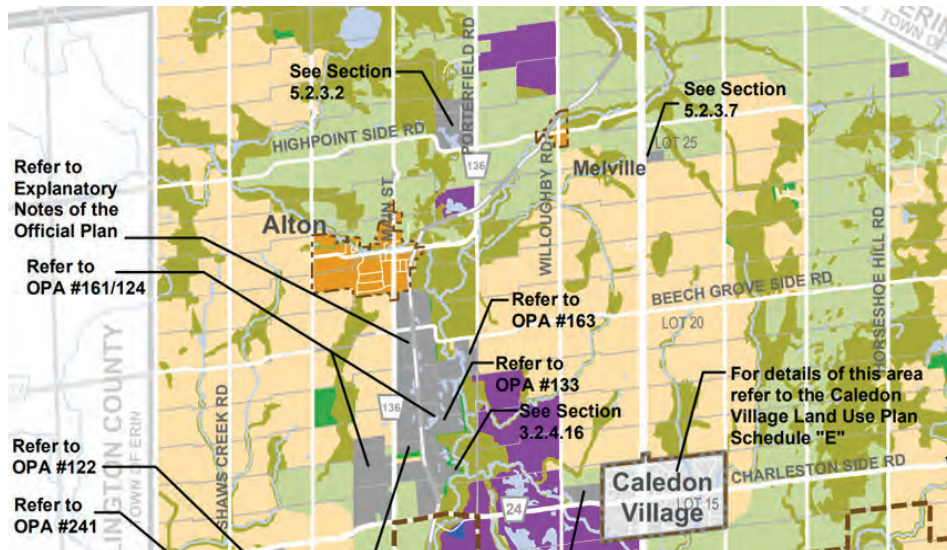 ERIN
TOWN OF
See Section
5.2.3.2
PORTERFIELD RD
See Section
5.2.3.7
HIGHPOINT SIDE RD
LOT 25
136
Melville
Refer to
Explanatory
Notes of the
Official Plan
MAIN ST
Alton
WILLOUGHBY RD
HORSESHOE HILL RD
Refer to
OPA #161/124
BEECH GROVE SIDE RD
LOT 20
Refer to
OPA #163
Refer to
OPA #133
136
See Section
3.2.4.16
For details of this area
refer to the Caledon
Village Land Use Plan
Schedule "E"
LINGTON COUNTY
TOWN OF ERIN
SHAWS CREEK RD
Refer to
OPA #122
CHARLESTON SIDE RD
Caledon
Village
LOT 15
24
Refer to
OPA #241